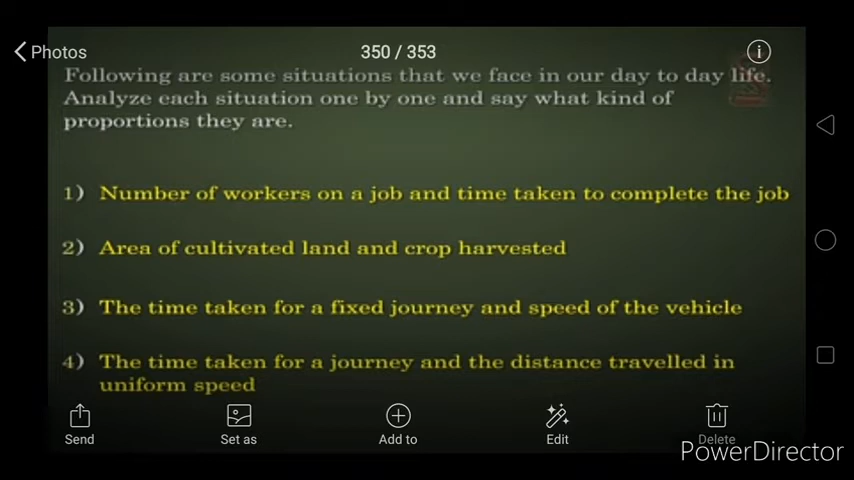 Photos
350 / 353
Following are some situations that we face in our day to day life.
Analyze each situation one by one and say what kind of
proportions they are.
1) Number of workers on a job and time taken to complete the job
2) Area of cultivated land and crop harvested
3) The time taken for a fixed journey and speed of the vehicle
4) The time taken for a journey and the distance travelled in
uniform speed
Send
Set as
Add to
Edit
Delete
PowerDirector